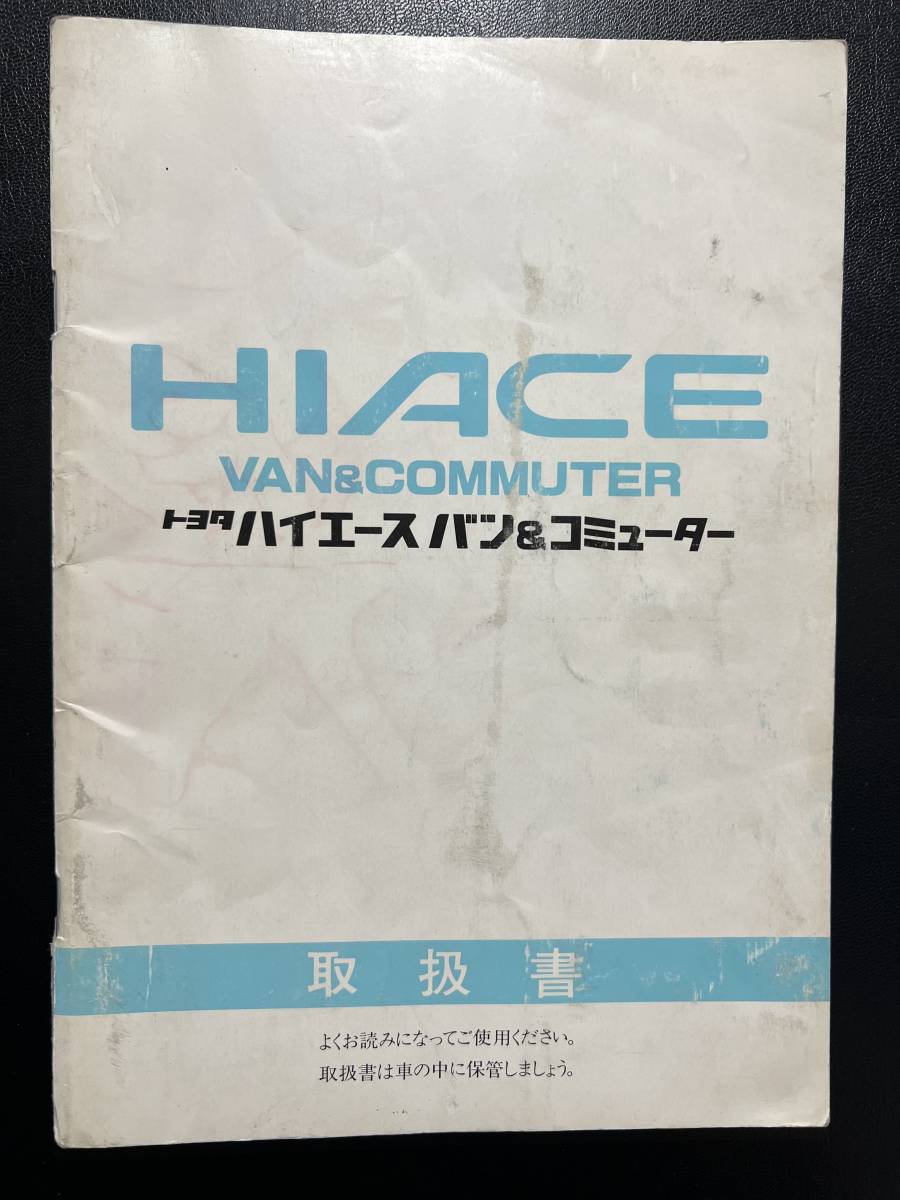 HIACE
VAN&COMMUTER
トヨタ ハイエース バン&コミューター
取扱書
よくお読みになってご使用ください。
取扱書は車の中に保管しましょう。